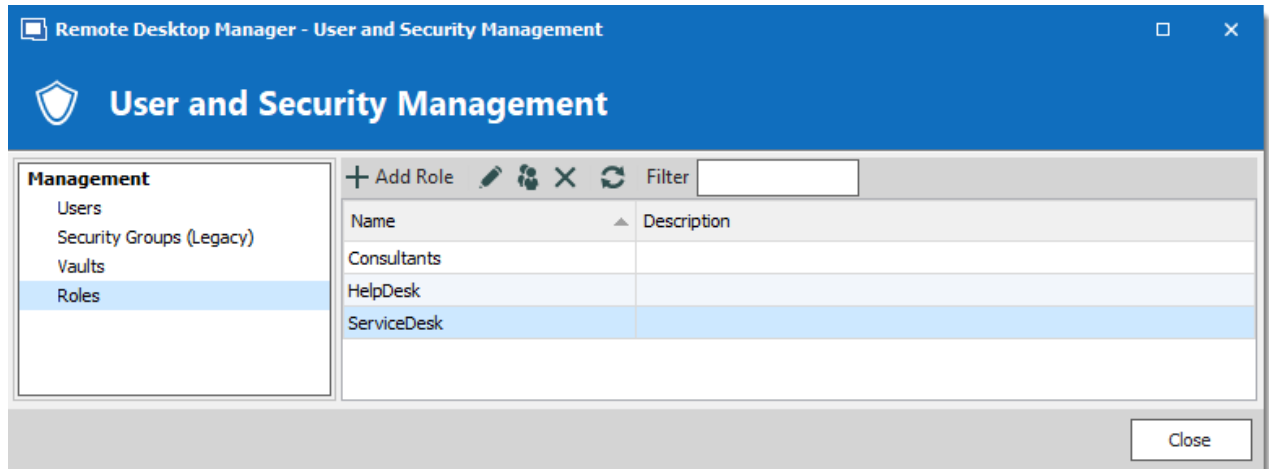 Remote Desktop Manager - User and Security Management
User and Security Management
Management
Users
Security Groups (Legacy)
Vaults
Roles
Add Role Filter
Name Description
Consultants
HelpDesk
ServiceDesk
Close